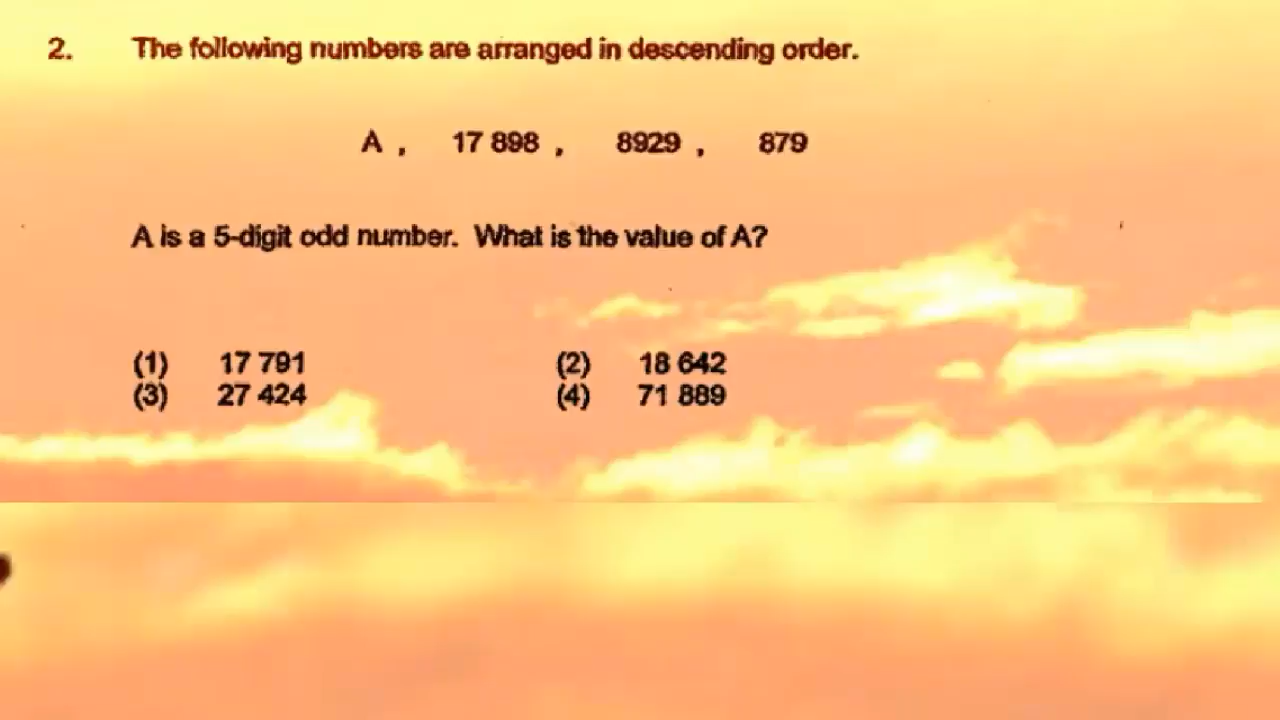 2. The following numbers are arranged in descending order.
A , 17 898 , 8929 , 879
A is a 5-digit odd number. What is the value of A?
(1) 17 791 (2) 18 642
(3) 27 424 (4) 71 889